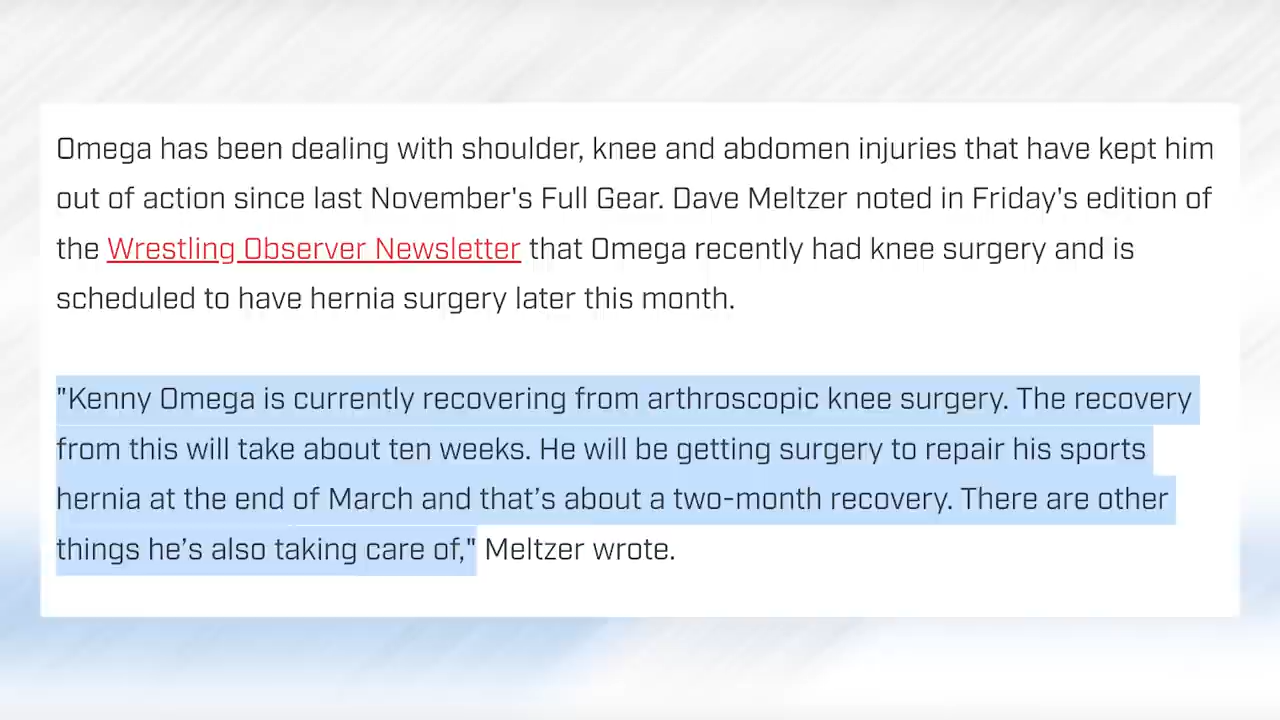 Omega has been dealing with shoulder, knee and abdomen injuries that have kept him
out of action since last November's Full Gear. Dave Meltzer noted in Friday's edition of
the Wrestling Observer Newsletter that Omega recently had knee surgery and is
scheduled to have hernia surgery later this month.
"Kenny Omega is currently recovering from arthroscopic knee surgery. The recovery
from this will take about ten weeks. He will be getting surgery to repair his sports
hernia at the end of March and that’s about a two-month recovery. There are other
things he’s also taking care of," Meltzer wrote.